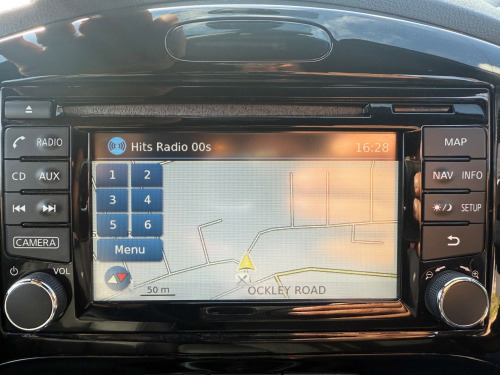 Hits Radio 00s 16:28
RADIO
CD AUX
CAMERA
VOL
1 2
3 4
5 6
Menu
50 m
OCKLEY ROAD
MAP
NAV INFO
SETUP